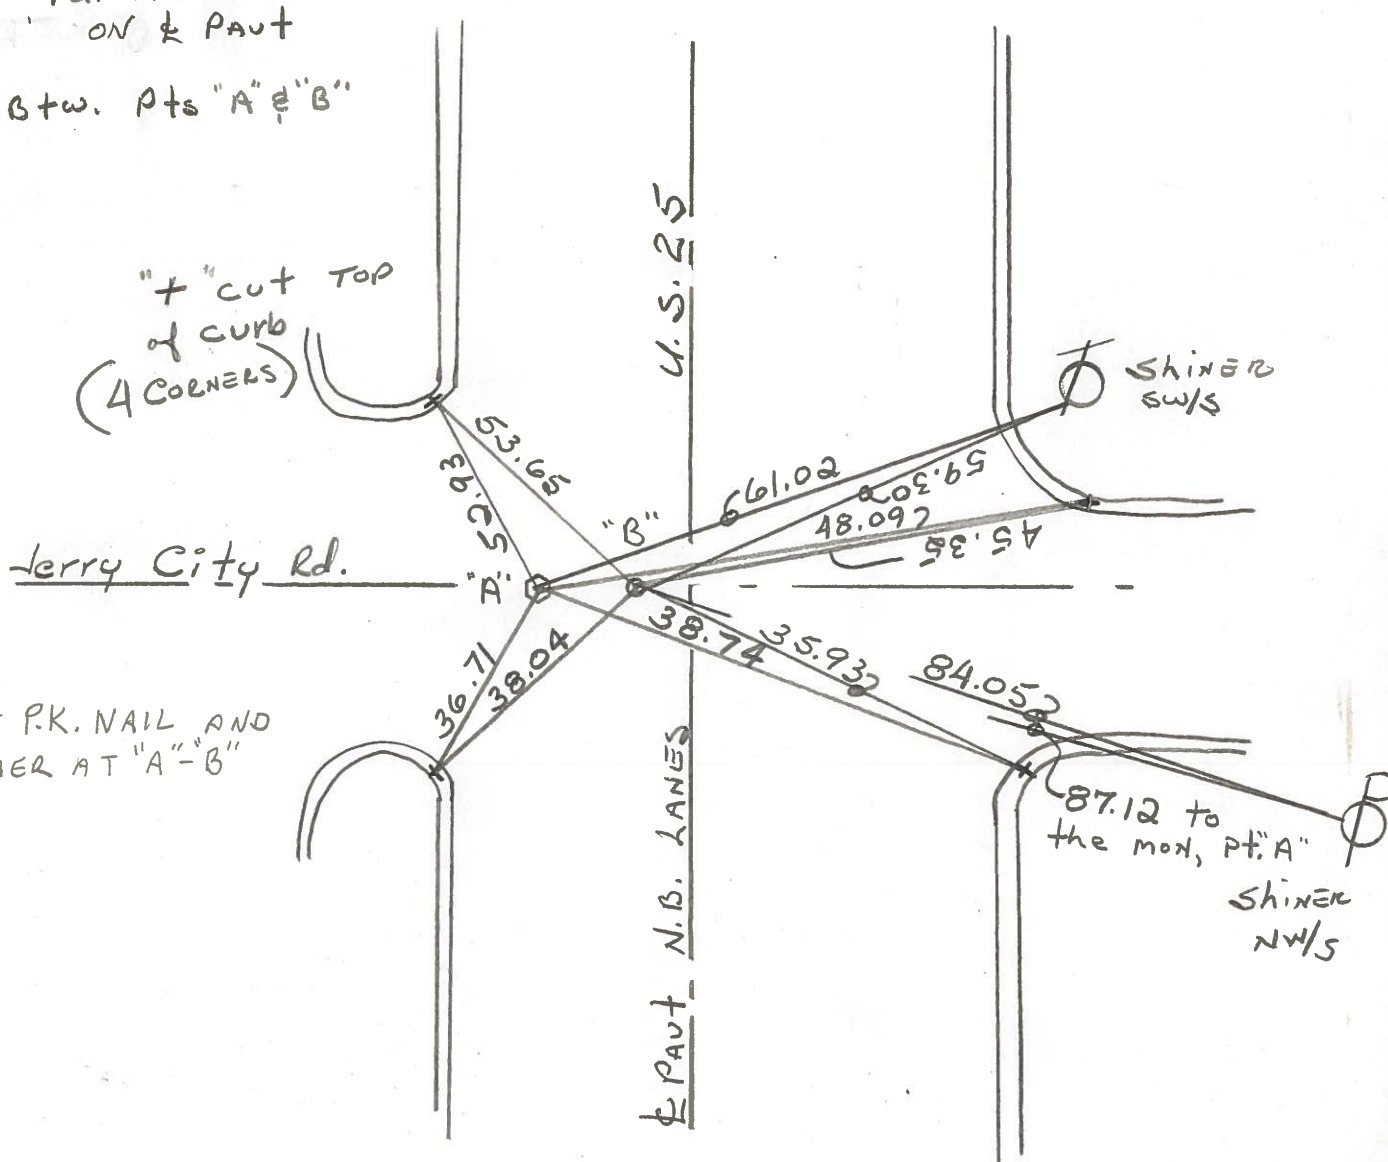 ON ℄ PAVt
Btw. Pts "A" & "B"
U.S. 25
"+" cut TOP
of curb
(4 CORNERS)
ShiNER
SW/S
53.65
52.93
61.02
59.30
48.09
45.35
"B"
Jerry City Rd.
"A"
38.74
35.93
36.71
38.04
84.05
P.K. NAIL AND
AT "A"-"B"
87.12 to
the mon, pt. "A"
ShiNER
NW/S
℄ PAVt N.B. LANES